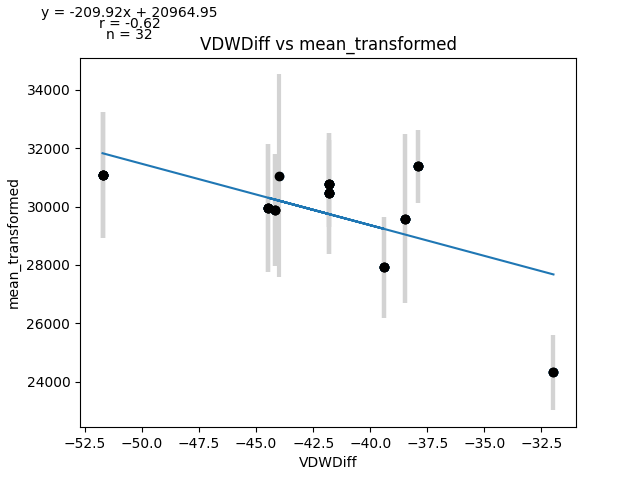 y = -209.92x + 20964.95
r = -0.62
n = 32
VDWDiff vs mean_transformed
mean_transformed
34000
32000
30000
28000
26000
24000
−52.5 −50.0 −47.5 −45.0 −42.5 −40.0 −37.5 −35.0 −32.5
VDWDiff